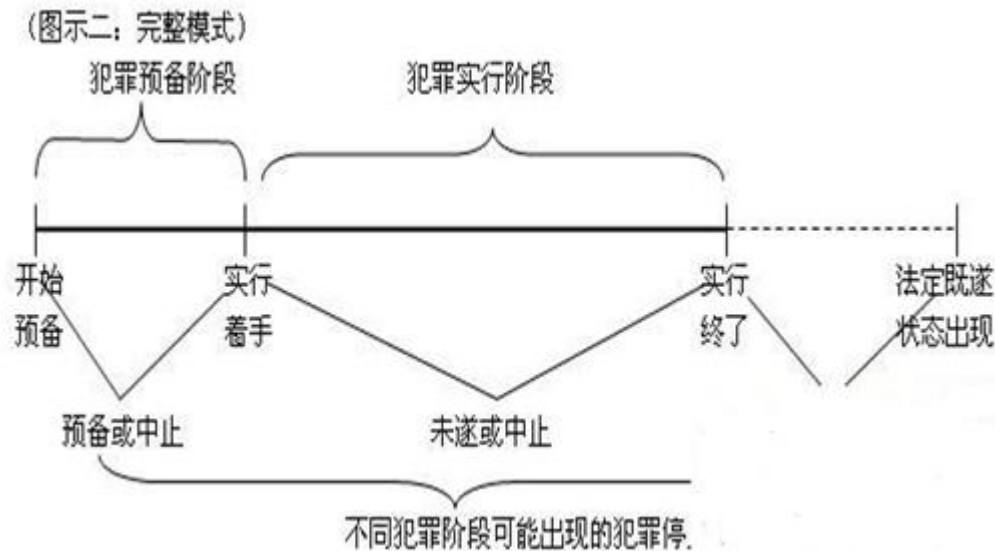 （图示二：完整模式）
犯罪预备阶段
犯罪实行阶段
开始
预备
实行
着手
实行
终了
法定既遂
状态出现
预备或中止
未遂或中止
不同犯罪阶段可能出现的犯罪停